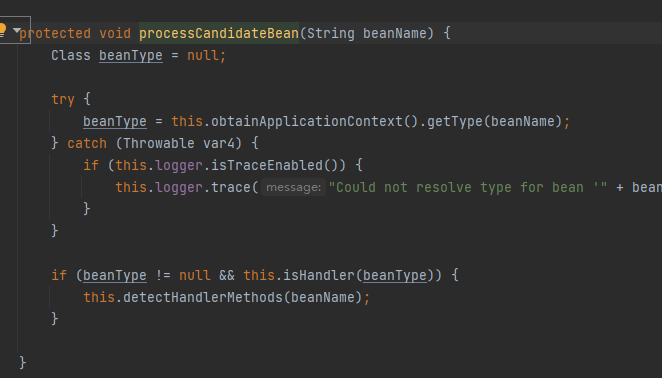 protected void processCandidateBean(String beanName) {
    Class beanType = null;

    try {
        beanType = this.obtainApplicationContext().getType(beanName);
    } catch (Throwable var4) {
        if (this.logger.isTraceEnabled()) {
            this.logger.trace( message: "Could not resolve type for bean '" + bean
        }
    }

    if (beanType != null && this.isHandler(beanType)) {
        this.detectHandlerMethods(beanName);
    }

}